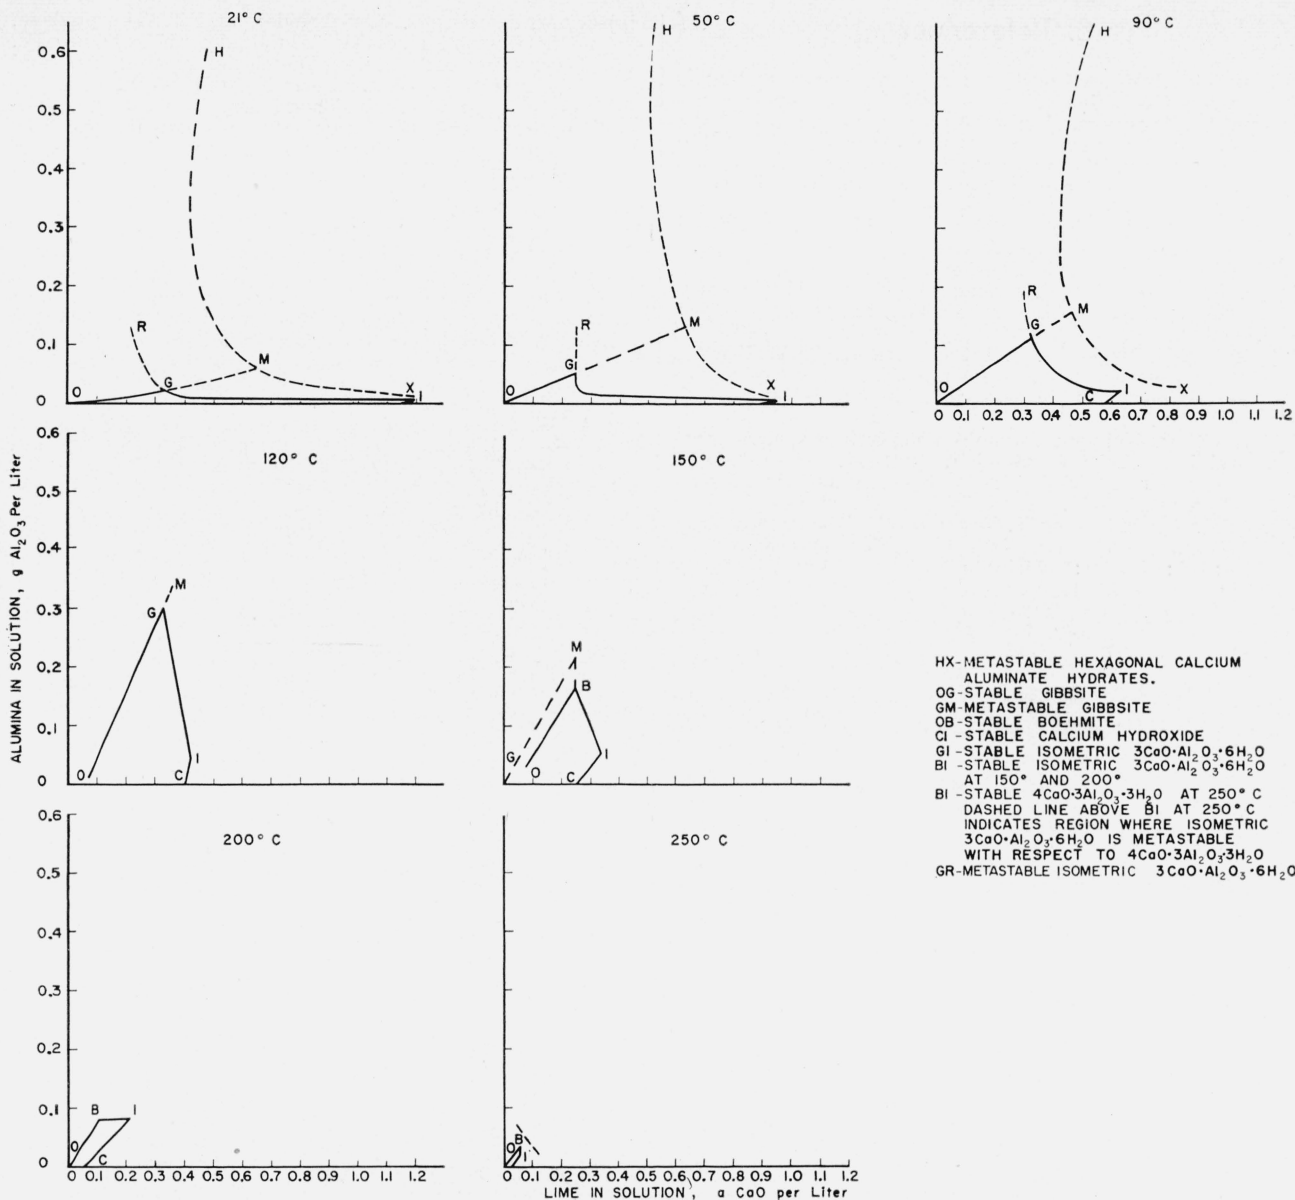 21° C
50° C
90° C
0.6
0.5
0.4
0.3
0.2
0.1
0
H
R
O
G
M
X
I
H
R
O
G
M
X
I
H
R
O
G
M
C
I
X
0 0.1 0.2 0.3 0.4 0.5 0.6 0.7 0.8 0.9 1.0 1.1 1.2
ALUMINA IN SOLUTION, g Al₂O₃ Per Liter
120° C
150° C
0.6
0.5
0.4
0.3
0.2
0.1
0
M
G
O
C
I
M
B
G
O
C
I
200° C
250° C
0.6
0.5
0.4
0.3
0.2
0.1
0
B
I
O
C
B
O
I
0 0.1 0.2 0.3 0.4 0.5 0.6 0.7 0.8 0.9 1.0 1.1 1.2
0 0.1 0.2 0.3 0.4 0.5 0.6 0.7 0.8 0.9 1.0 1.1 1.2
LIME IN SOLUTION, a CaO per Liter
HX-METASTABLE HEXAGONAL CALCIUM
ALUMINATE HYDRATES.
OG-STABLE GIBBSITE
GM-METASTABLE GIBBSITE
OB-STABLE BOEHMITE
CI -STABLE CALCIUM HYDROXIDE
GI -STABLE ISOMETRIC 3CaO·Al₂O₃·6H₂O
BI -STABLE ISOMETRIC 3CaO·Al₂O₃·6H₂O
AT 150° AND 200°
BI -STABLE 4CaO·3Al₂O₃·3H₂O AT 250° C
DASHED LINE ABOVE BI AT 250° C
INDICATES REGION WHERE ISOMETRIC
3CaO·Al₂O₃·6H₂O IS METASTABLE
WITH RESPECT TO 4CaO·3Al₂O₃·3H₂O
GR-METASTABLE ISOMETRIC 3CaO·Al₂O₃·6H₂O